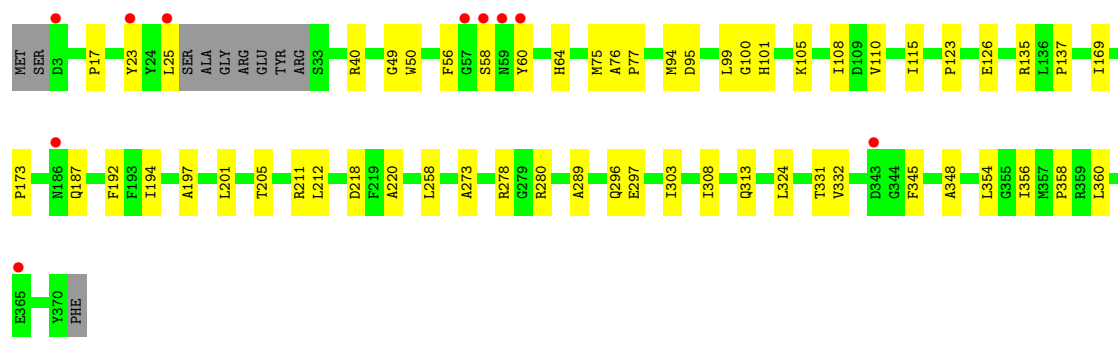 MET SER D3 P17 Y23 Y24 L25 SER ALA GLY ARG GLU TYR ARG S33 R40 G49 W50 F56 G57 S58 N59 Y60 H64 M75 A76 P77 M94 D95 L99 G100 H101 K105 I108 D109 V110 I115 P123 E126 R135 L136 P137 I169
P173 N186 Q187 F192 F193 I194 A197 L201 T205 R211 L212 D218 F219 A220 L258 A273 R278 G279 R280 A289 Q296 E297 I303 I308 Q313 L324 T331 V332 D343 G344 F345 A348 L354 G355 I356 M357 P358 R359 L360
E365 Y370 PHE